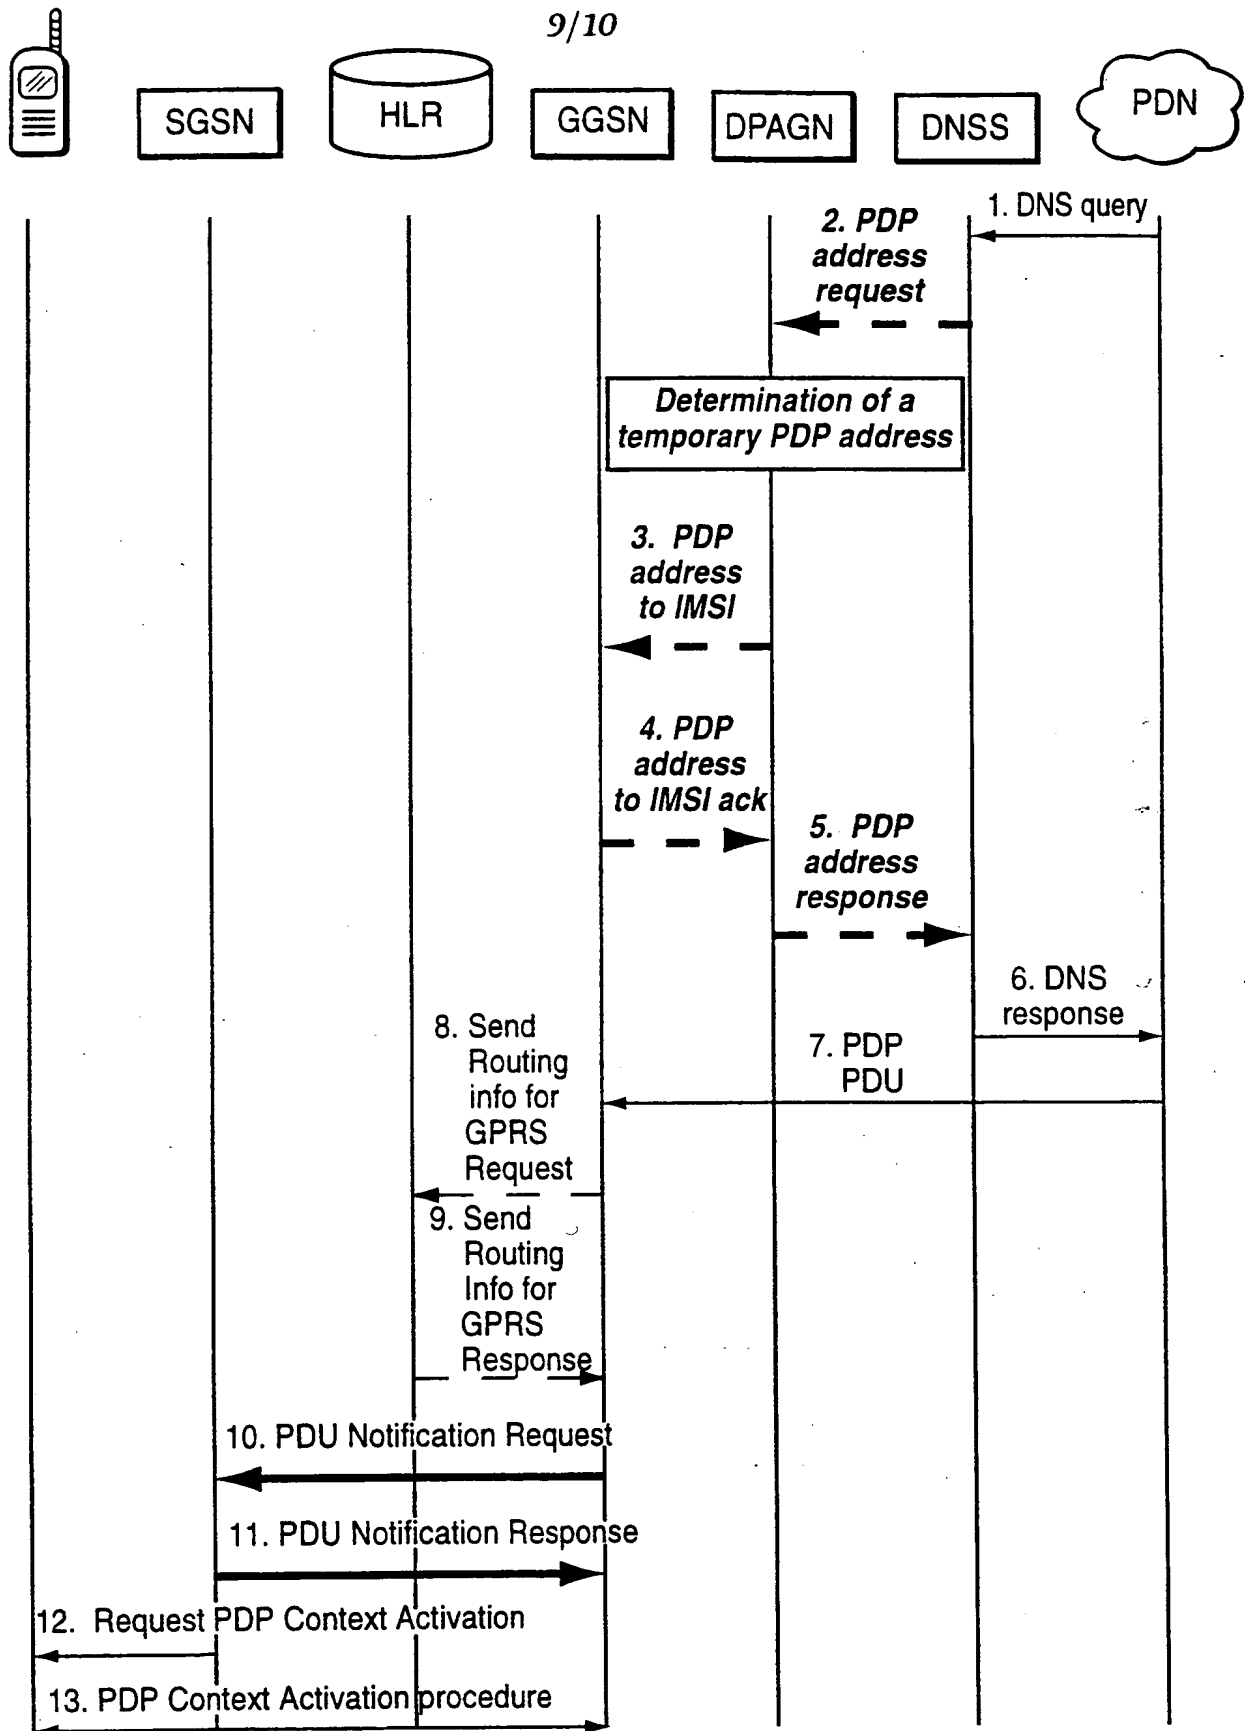 9/10
SGSN
HLR
GGSN
DPAGN
DNSS
PDN
1. DNS query
2. PDP
address
request
Determination of a
temporary PDP address
3. PDP
address
to IMSI
4. PDP
address
to IMSI ack
5. PDP
address
response
6. DNS
response
7. PDP
PDU
8. Send
Routing
info for
GPRS
Request
9. Send
Routing
Info for
GPRS
Response
10. PDU Notification Request
11. PDU Notification Response
12. Request PDP Context Activation
13. PDP Context Activation procedure